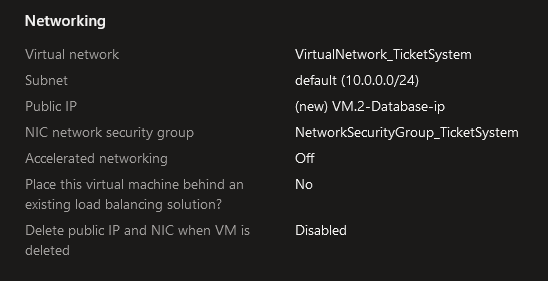 Networking
Virtual network VirtualNetwork_TicketSystem
Subnet default (10.0.0.0/24)
Public IP (new) VM.2-Database-ip
NIC network security group NetworkSecurityGroup_TicketSystem
Accelerated networking Off
Place this virtual machine behind an No
existing load balancing solution?
Delete public IP and NIC when VM is Disabled
deleted